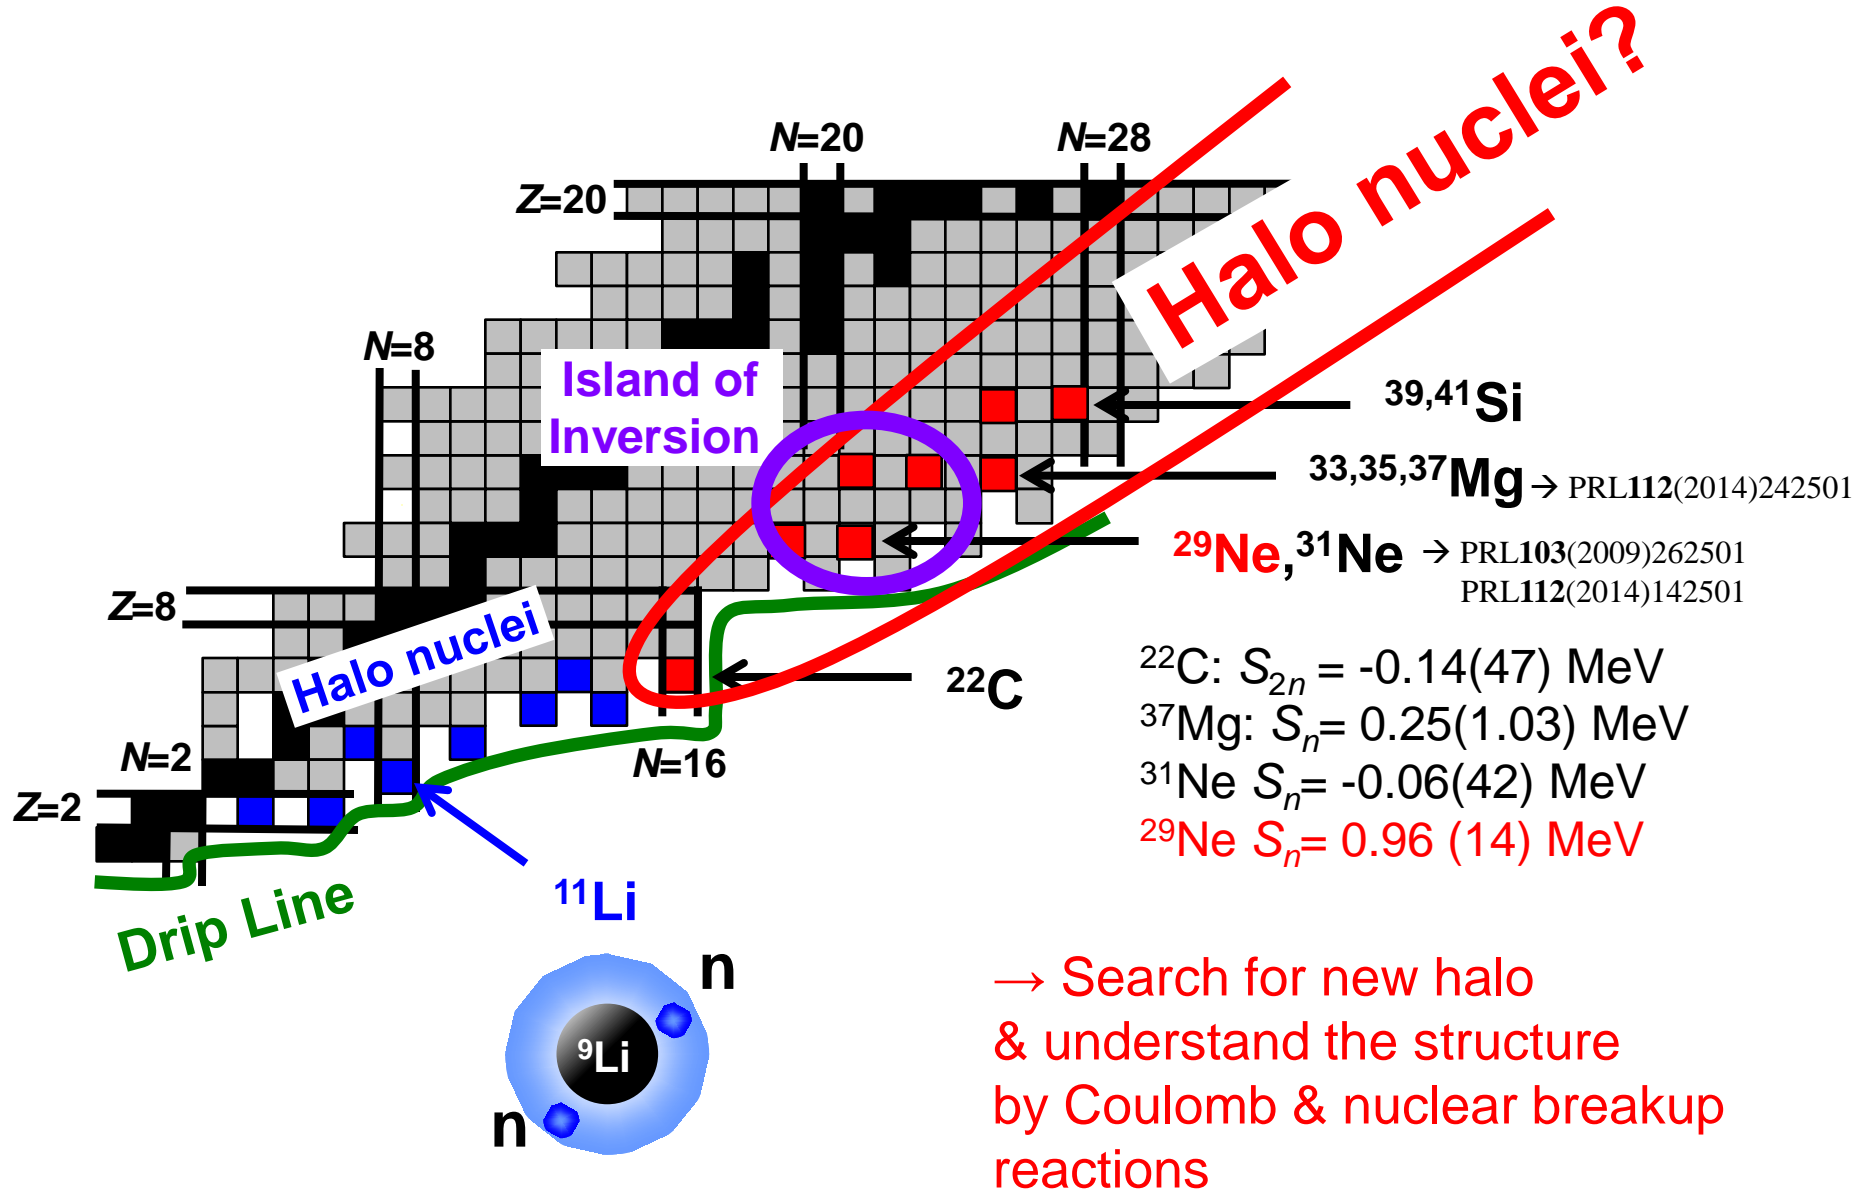 Halo nuclei?
N=20
N=28
Z=20
N=8
Island of
Inversion
39,41Si
33,35,37Mg → PRL112(2014)242501
29Ne,31Ne → PRL103(2009)262501
PRL112(2014)142501
Z=8
Halo nuclei
22C
22C: S2n = -0.14(47) MeV
37Mg: Sn= 0.25(1.03) MeV
31Ne Sn= -0.06(42) MeV
29Ne Sn= 0.96 (14) MeV
N=2
N=16
Z=2
11Li
Drip Line
n
9Li
n
→ Search for new halo
& understand the structure
by Coulomb & nuclear breakup
reactions